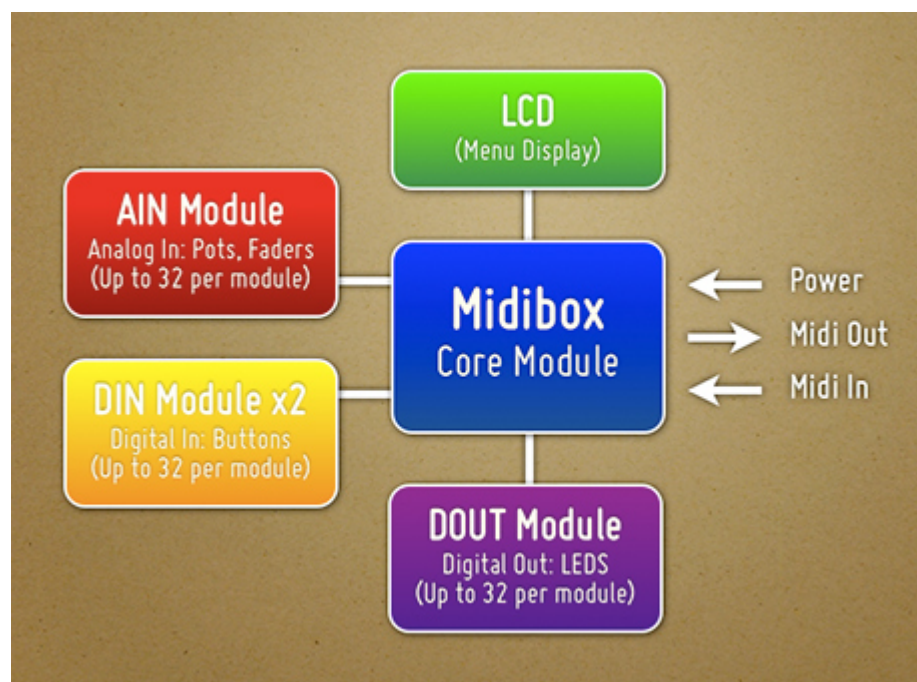 LCD
(Menu Display)
AIN Module
Analog In: Pots, Faders
(Up to 32 per module)
Midibox
Core Module
Power
Midi Out
Midi In
DIN Module x2
Digital In: Buttons
(Up to 32 per module)
DOUT Module
Digital Out: LEDS
(Up to 32 per module)